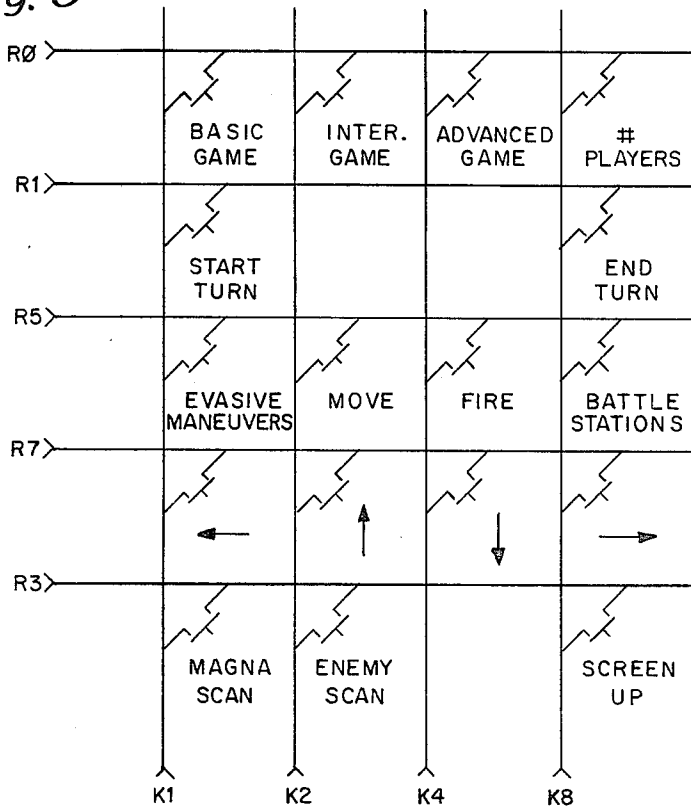 g. 5
RØ
BASIC GAME INTER. GAME ADVANCED GAME # PLAYERS
R1
START TURN END TURN
R5
EVASIVE MANEUVERS MOVE FIRE BATTLE STATIONS
R7
R3
MAGNA SCAN ENEMY SCAN SCREEN UP
K1 K2 K4 K8